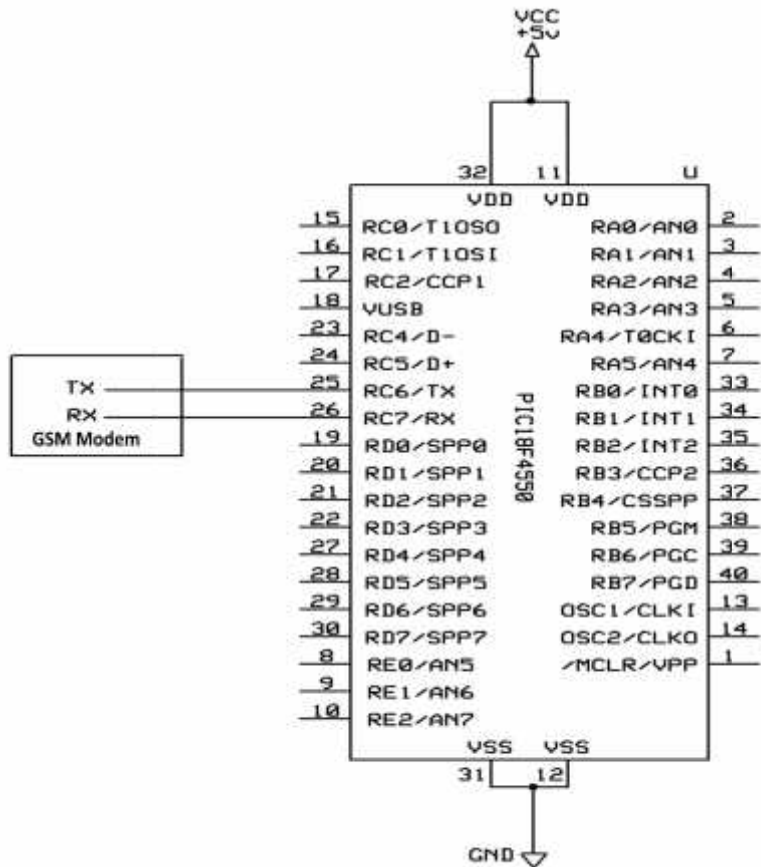 VCC
+5v
32 11 U
VDD VDD
15 RC0/T1OSO RA0/AN0 2
16 RC1/T1OSI RA1/AN1 3
17 RC2/CCP1 RA2/AN2 4
18 VUSB RA3/AN3 5
23 RC4/D- RA4/T0CKI 6
24 RC5/D+ RA5/AN4 7
TX 25 RC6/TX RB0/INT0 33
RX 26 RC7/RX RB1/INT1 34
GSM Modem
19 RD0/SPP0 RB2/INT2 35
20 RD1/SPP1 RB3/CCP2 36
21 RD2/SPP2 RB4/CSSPP 37
22 RD3/SPP3 RB5/PGM 38
27 RD4/SPP4 RB6/PGC 39
28 RD5/SPP5 RB7/PGD 40
29 RD6/SPP6 OSC1/CLKI 13
30 RD7/SPP7 OSC2/CLKO 14
8 RE0/AN5 /MCLR/VPP 1
9 RE1/AN6
10 RE2/AN7
PIC18F4550
VSS VSS
31 12
GND